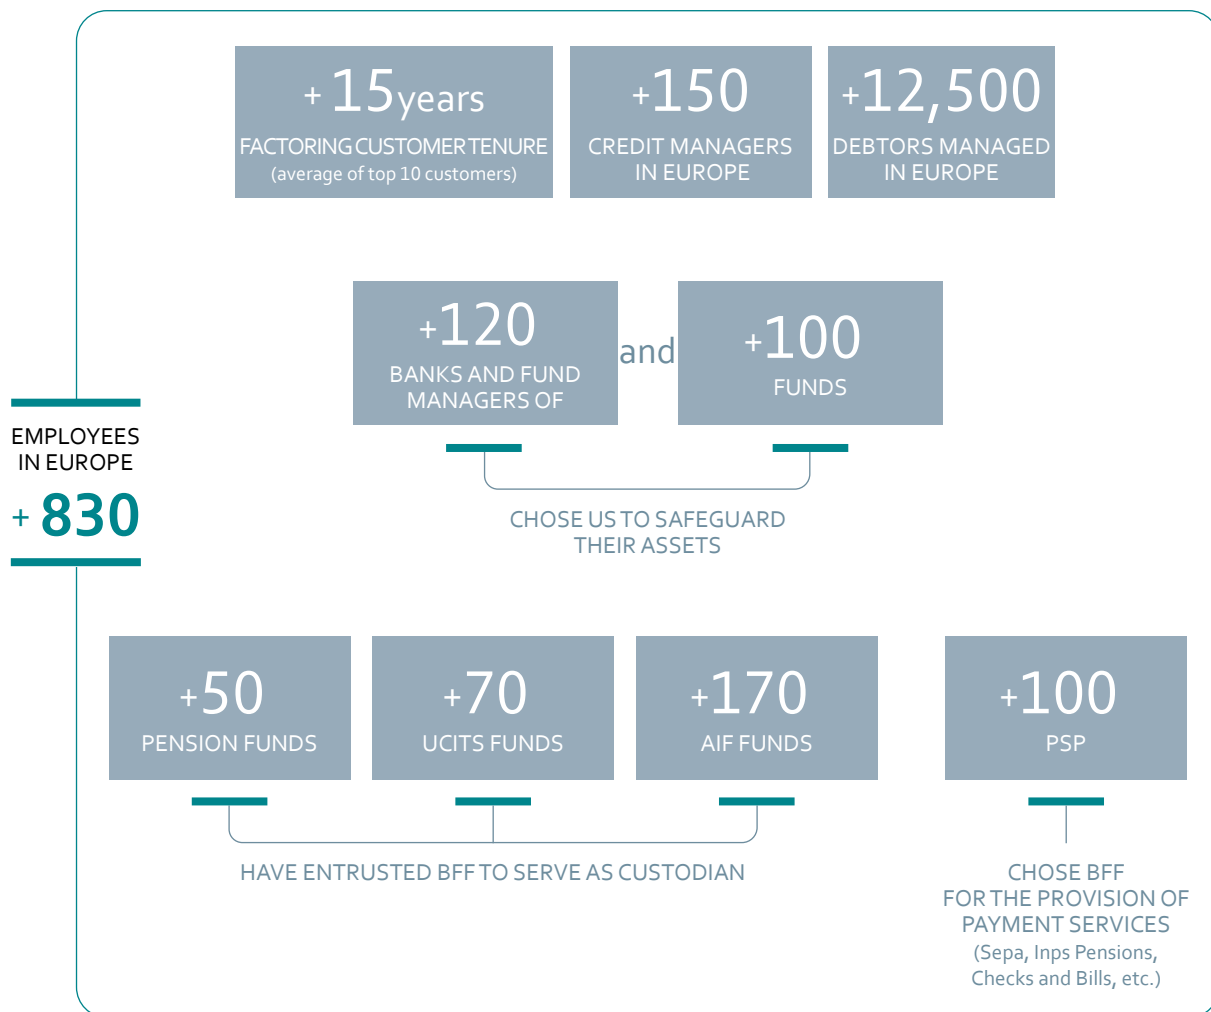 + 15 years
FACTORING CUSTOMER TENURE
(average of top 10 customers)
+150
CREDIT MANAGERS
IN EUROPE
+12,500
DEBTORS MANAGED
IN EUROPE
+120
BANKS AND FUND
MANAGERS OF
and
+100
FUNDS
CHOSE US TO SAFEGUARD
THEIR ASSETS
EMPLOYEES
IN EUROPE
+ 830
+50
PENSION FUNDS
+70
UCITS FUNDS
+170
AIF FUNDS
HAVE ENTRUSTED BFF TO SERVE AS CUSTODIAN
+100
PSP
CHOSE BFF
FOR THE PROVISION OF
PAYMENT SERVICES
(Sepa, Inps Pensions,
Checks and Bills, etc.)